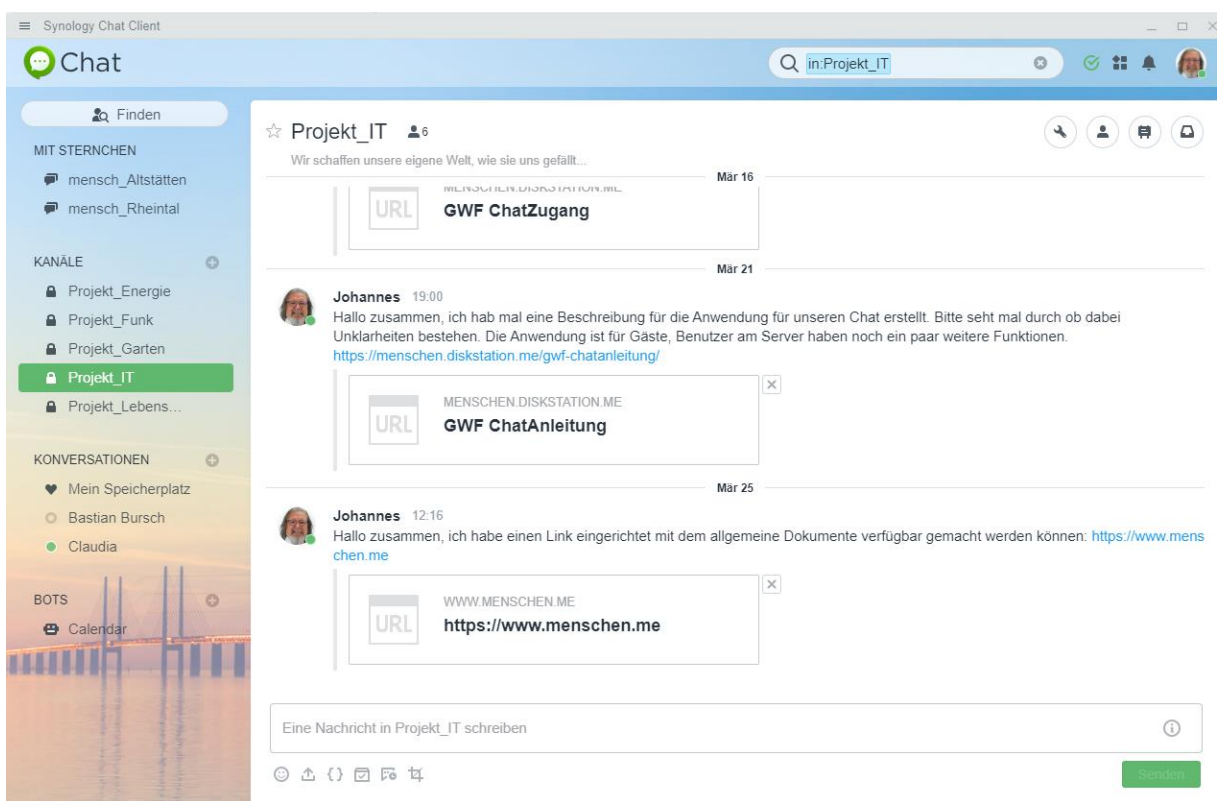 Synology Chat Client
Chat
in:Projekt_IT
Finden
MIT STERNCHEN
mensch_Altstätten
mensch_Rheintal
KANÄLE
Projekt_Energie
Projekt_Funk
Projekt_Garten
Projekt_IT
Projekt_Lebens...
KONVERSATIONEN
Mein Speicherplatz
Bastian Bursch
Claudia
BOTS
Calendar
Projekt_IT 6
Wir schaffen unsere eigene Welt, wie sie uns gefällt...
Mär 16
MENSCHEN.DISKSTATION.ME
URL
GWF ChatZugang
Mär 21
Johannes 19:00
Hallo zusammen, ich hab mal eine Beschreibung für die Anwendung für unseren Chat erstellt. Bitte seht mal durch ob dabei
Unklarheiten bestehen. Die Anwendung ist für Gäste, Benutzer am Server haben noch ein paar weitere Funktionen.
https://menschen.diskstation.me/gwf-chatanleitung/
MENSCHEN.DISKSTATION.ME
URL
GWF ChatAnleitung
Mär 25
Johannes 12:16
Hallo zusammen, ich habe einen Link eingerichtet mit dem allgemeine Dokumente verfügbar gemacht werden können: https://www.mens
chen.me
WWW.MENSCHEN.ME
URL
https://www.menschen.me
Eine Nachricht in Projekt_IT schreiben
Senden